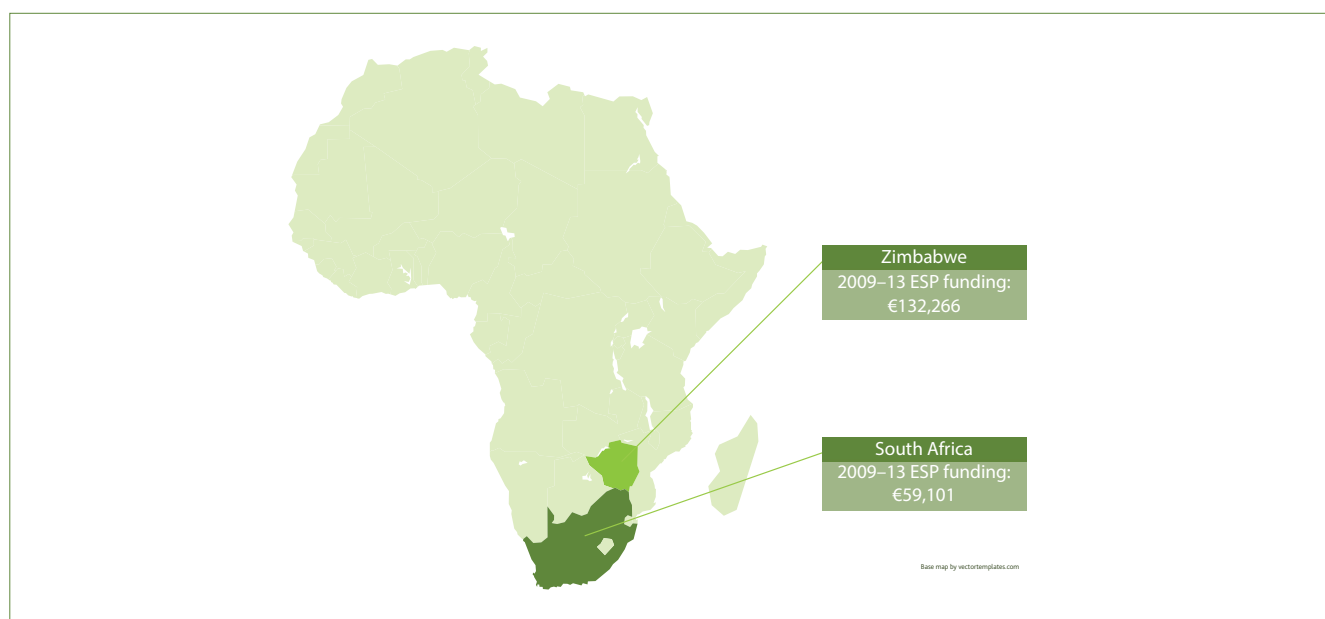 Zimbabwe
2009–13 ESP funding:
€132,266
South Africa
2009–13 ESP funding:
€59,101
Base map by vectortemplates.com